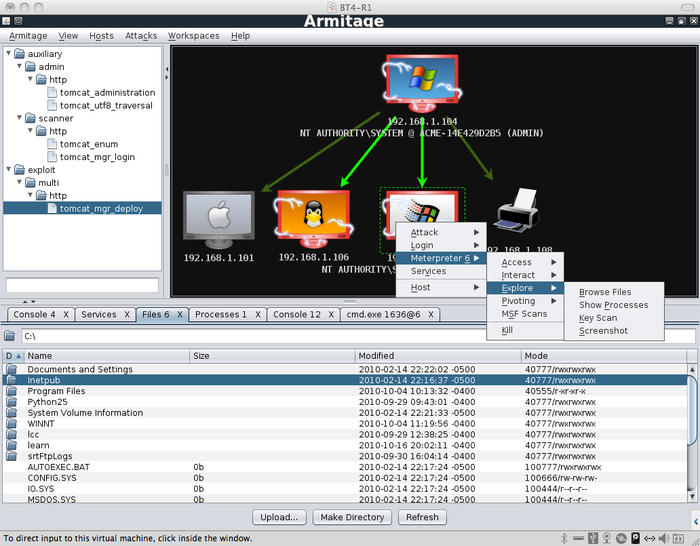 BT4-R1
Armitage
Armitage View Hosts Attacks Workspaces Help
auxiliary
admin
http
tomcat_administration
tomcat_utf8_traversal
scanner
http
tomcat_enum
tomcat_mgr_login
exploit
multi
http
tomcat_mgr_deploy
192.168.1.104
NT AUTHORITY\SYSTEM @ ACME-14E429D2B5 (ADMIN)
192.168.1.101
192.168.1.106
NT AUTHORITY\S
Attack
Login
Meterpreter 6
Services
Host
Access
Interact
Explore
Pivoting
MSF Scans
Kill
Browse Files
Show Processes
Key Scan
Screenshot
Console 4 X Services X Files 6 X Processes 1 X Console 12 X cmd.exe 1636@6 X
C:\
D Name Size Modified Mode
Documents and Settings 2010-02-14 22:22:02 -0500 40777/rwxrwxrwx
Inetpub 2010-02-14 22:16:37 -0500 40777/rwxrwxrwx
Program Files 2010-10-04 10:13:32 -0400 40555/r-xr-xr-x
Python25 2010-09-29 09:43:01 -0400 40777/rwxrwxrwx
System Volume Information 2010-02-14 22:21:33 -0500 40777/rwxrwxrwx
WINNT 2010-10-04 11:19:56 -0400 40777/rwxrwxrwx
lcc 2010-09-29 12:38:25 -0400 40777/rwxrwxrwx
learn 2010-10-16 20:02:11 -0400 40777/rwxrwxrwx
srtFtpLogs 2010-09-30 16:04:14 -0400 40777/rwxrwxrwx
AUTOEXEC.BAT 0b 2010-02-14 22:17:24 -0500 100777/rwxrwxrwx
CONFIG.SYS 0b 2010-02-14 22:17:24 -0500 100666/rw-rw-rw-
IO.SYS 0b 2010-02-14 22:17:24 -0500 100444/r--r--r--
MSDOS.SYS 0b 2010-02-14 22:17:24 -0500 100444/r--r--r--
Upload... Make Directory Refresh
To direct input to this virtual machine, click inside the window.